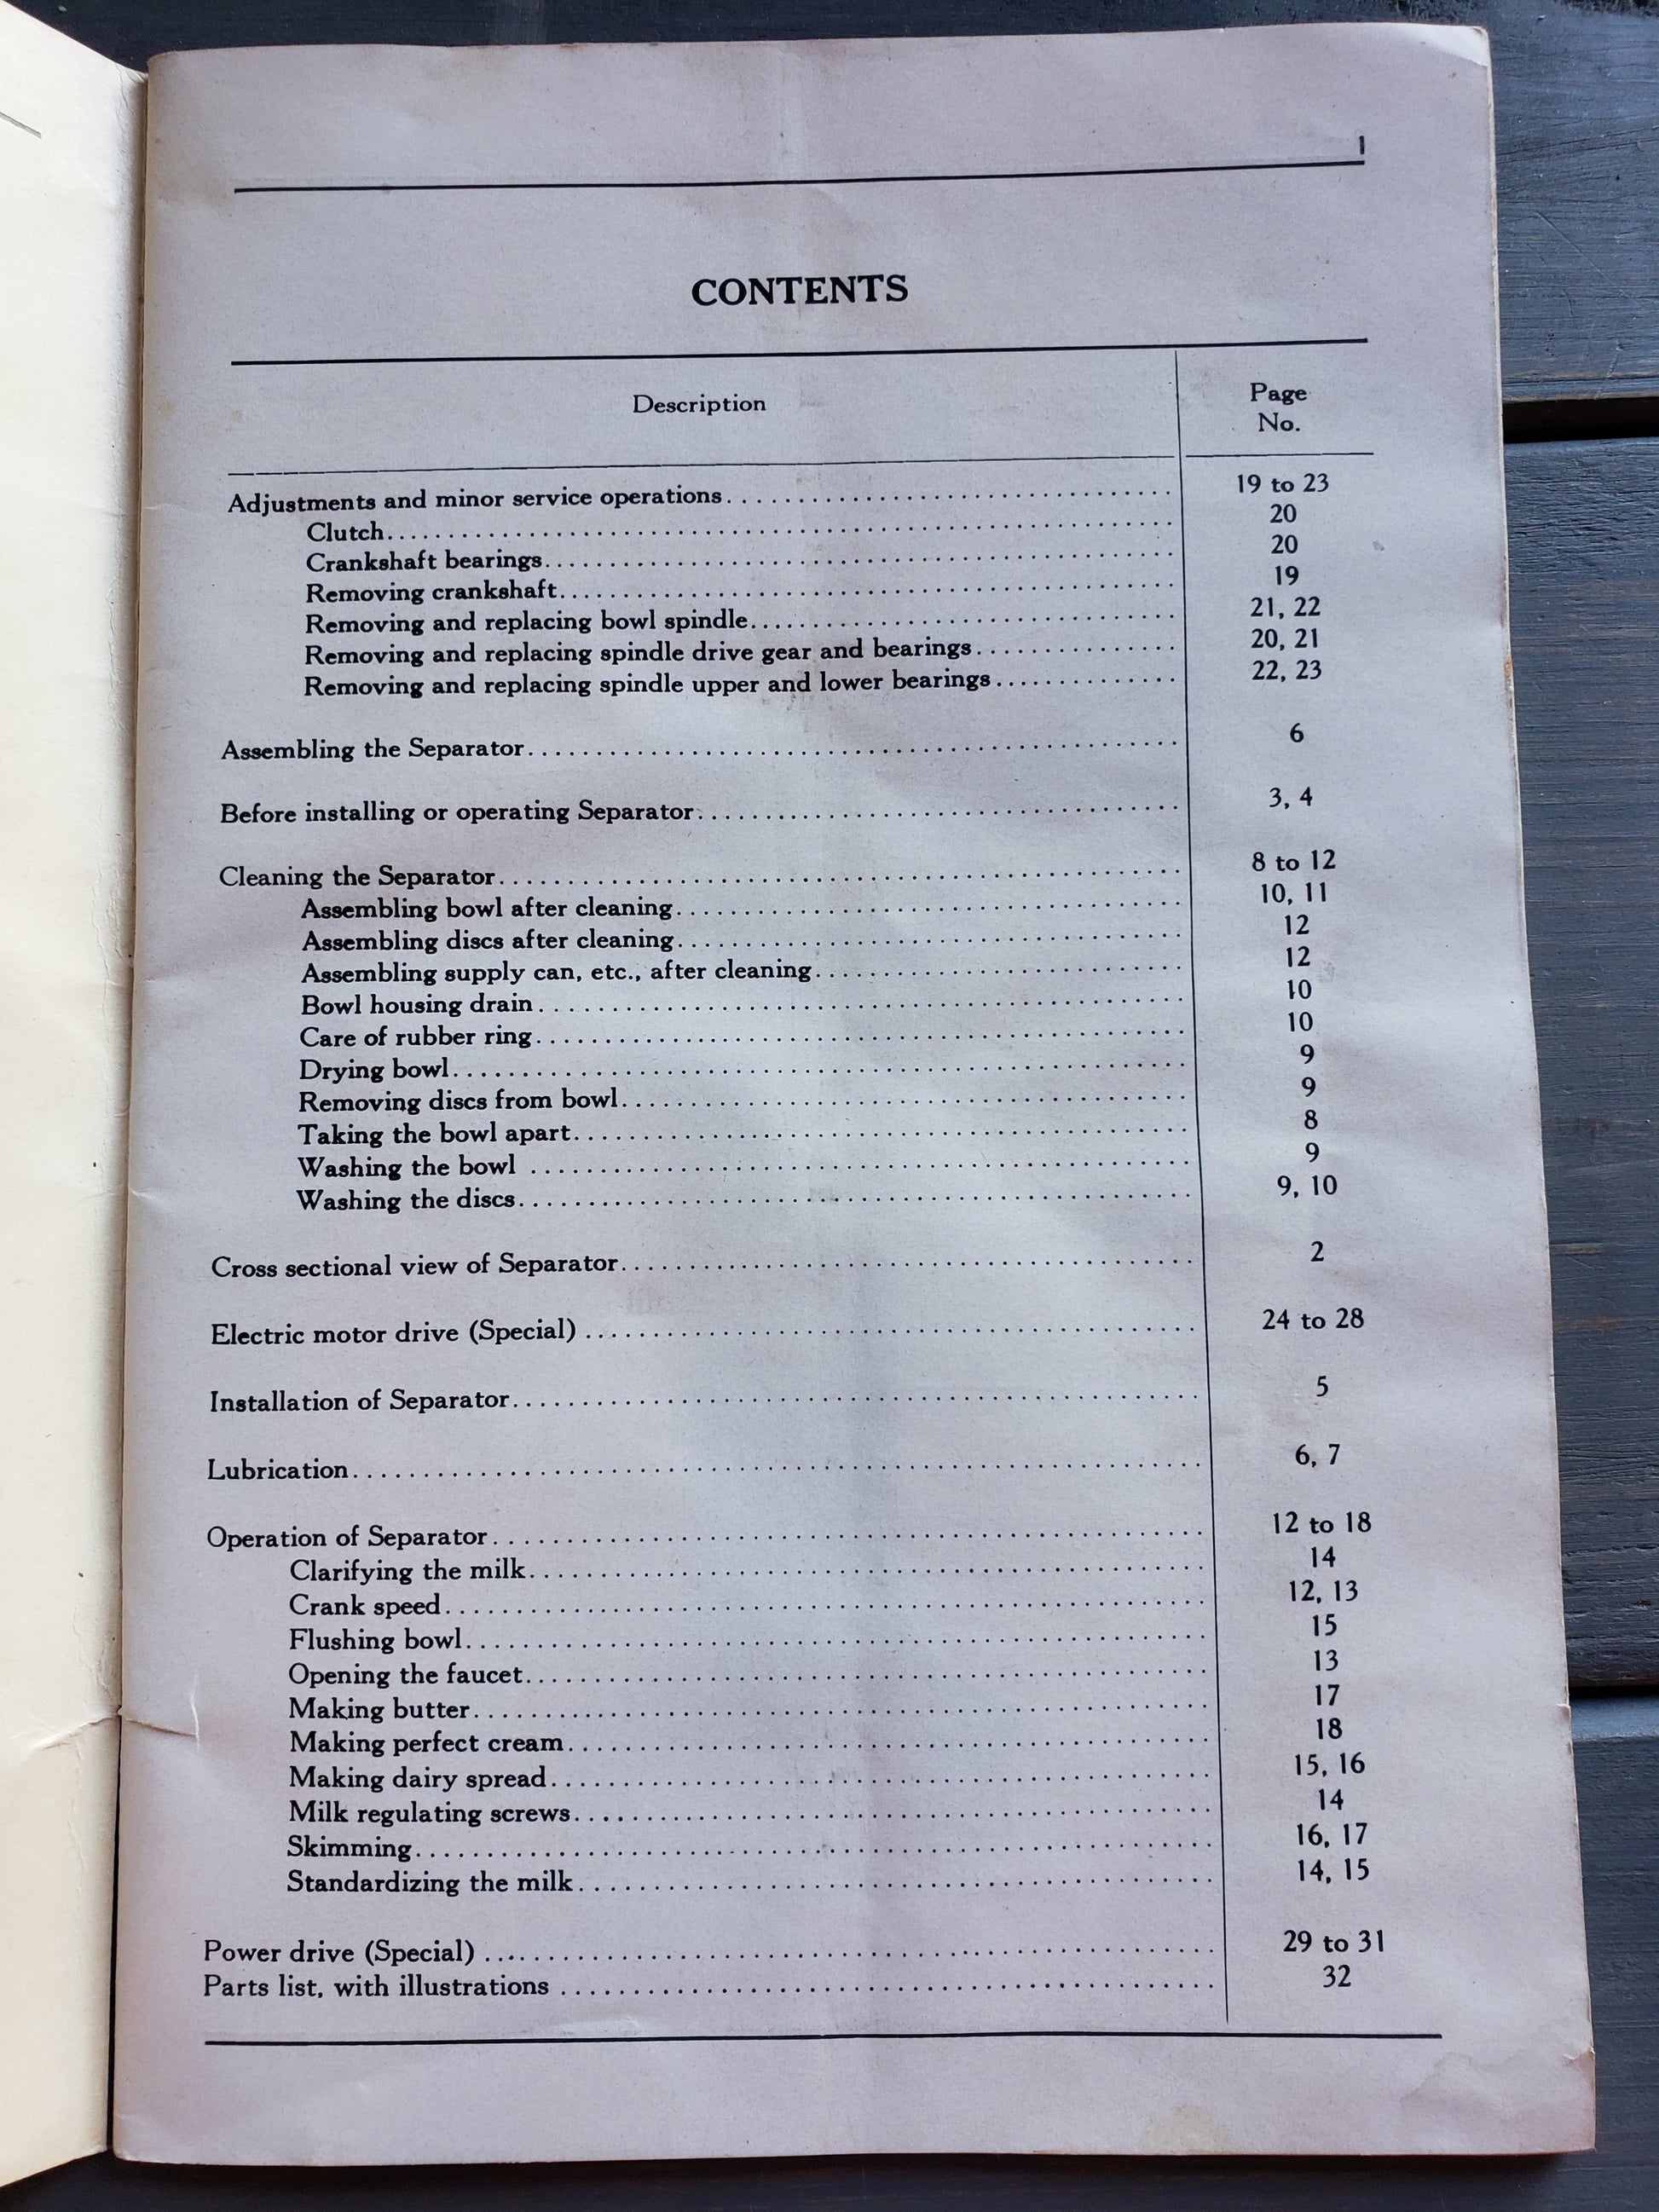 1
CONTENTS
Description Page No.
Adjustments and minor service operations 19 to 23
Clutch 20
Crankshaft bearings 20
Removing crankshaft 19
Removing and replacing bowl spindle 21, 22
Removing and replacing spindle drive gear and bearings 20, 21
Removing and replacing spindle upper and lower bearings 22, 23
Assembling the Separator 6
Before installing or operating Separator 3, 4
Cleaning the Separator 8 to 12
Assembling bowl after cleaning 10, 11
Assembling discs after cleaning 12
Assembling supply can, etc., after cleaning 12
Bowl housing drain 10
Care of rubber ring 10
Drying bowl 9
Removing discs from bowl 9
Taking the bowl apart 8
Washing the bowl 9
Washing the discs 9, 10
Cross sectional view of Separator 2
Electric motor drive (Special) 24 to 28
Installation of Separator 5
Lubrication 6, 7
Operation of Separator 12 to 18
Clarifying the milk 14
Crank speed 12, 13
Flushing bowl 15
Opening the faucet 13
Making butter 17
Making perfect cream 18
Making dairy spread 15, 16
Milk regulating screws 14
Skimming 16, 17
Standardizing the milk 14, 15
Power drive (Special) 29 to 31
Parts list, with illustrations 32